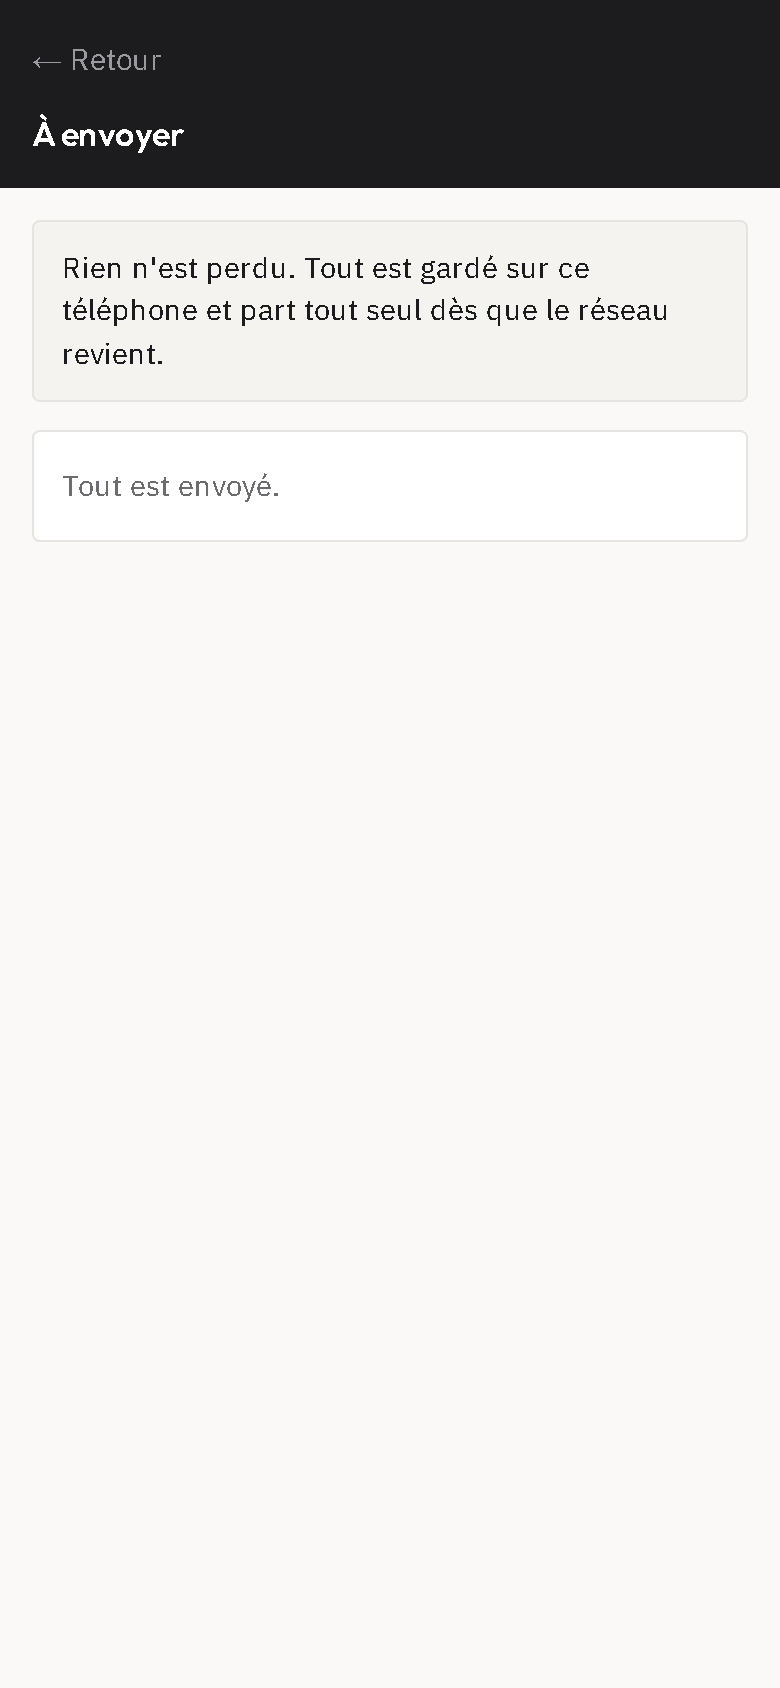 ← Retour
À envoyer
Rien n'est perdu. Tout est gardé sur ce
téléphone et part tout seul dès que le réseau
revient.
Tout est envoyé.